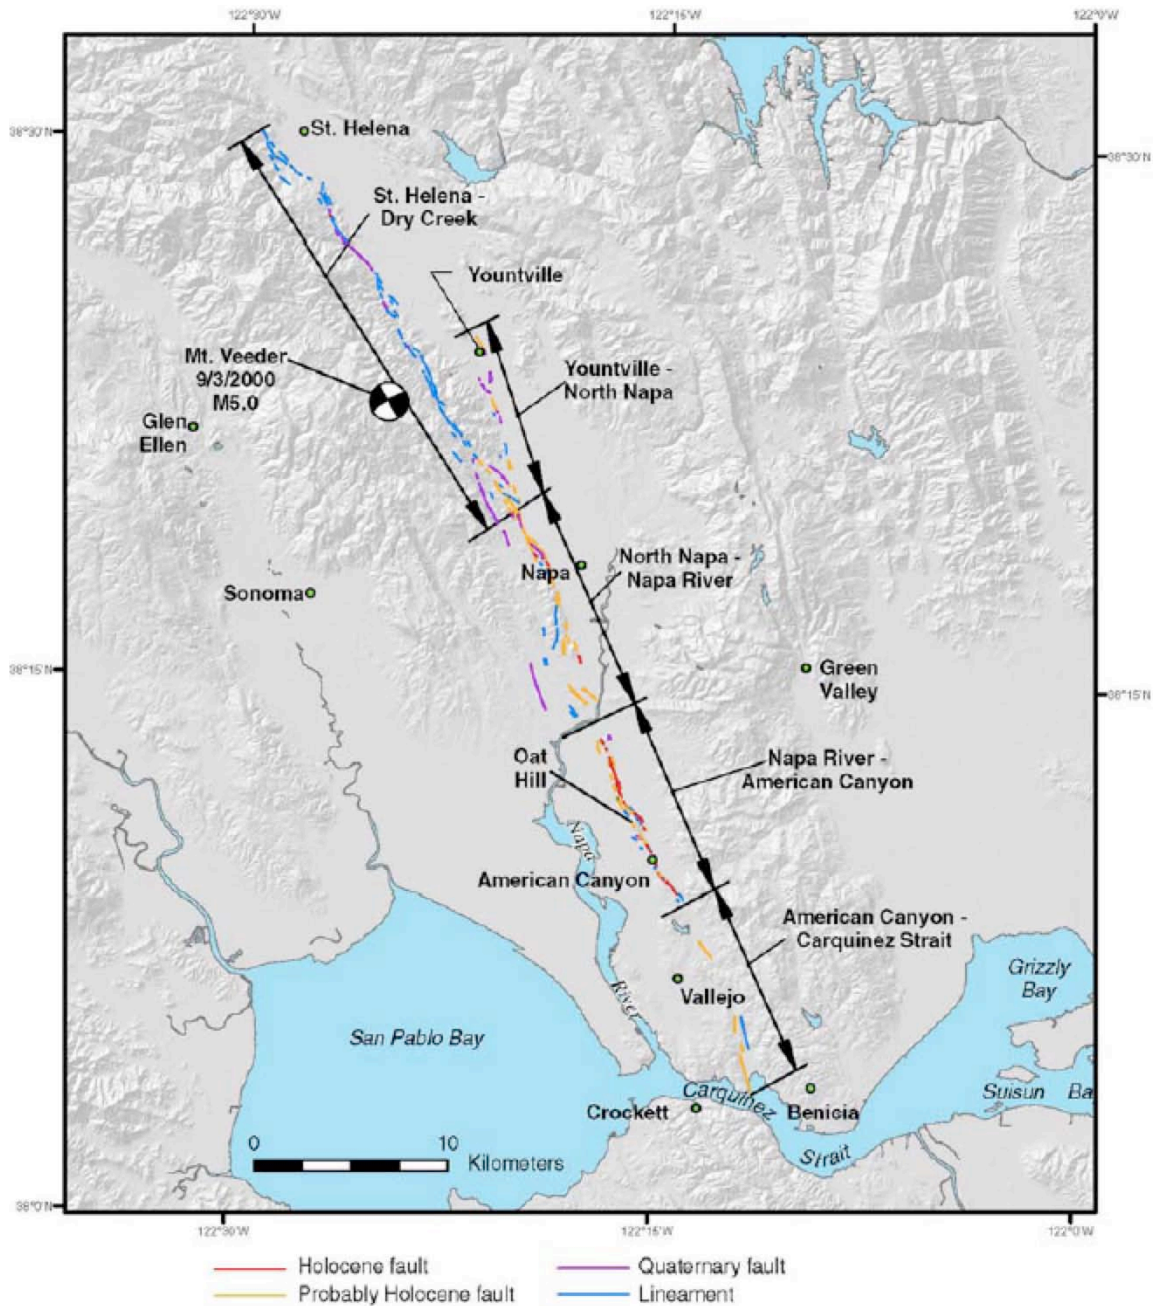 122°30'W
122°15'W
122°0'W
38°30'N
38°30'N
St. Helena
St. Helena -
Dry Creek
Yountville
Mt. Veeder
9/3/2000
M5.0
Yountville -
North Napa
Glen
Ellen
North Napa -
Napa River
Napa
Sonoma
38°15'N
38°15'N
Green
Valley
Oat
Hill
Napa River -
American Canyon
Napa
American Canyon
American Canyon -
Carquinez Strait
Grizzly
Bay
River
Vallejo
San Pablo Bay
Carquinez
Suisun Ba
Crockett
Benicia
Strait
0 10
Kilometers
38°0'N
122°30'W
122°15'W
122°0'W
Holocene fault
Quaternary fault
Probably Holocene fault
Lineament